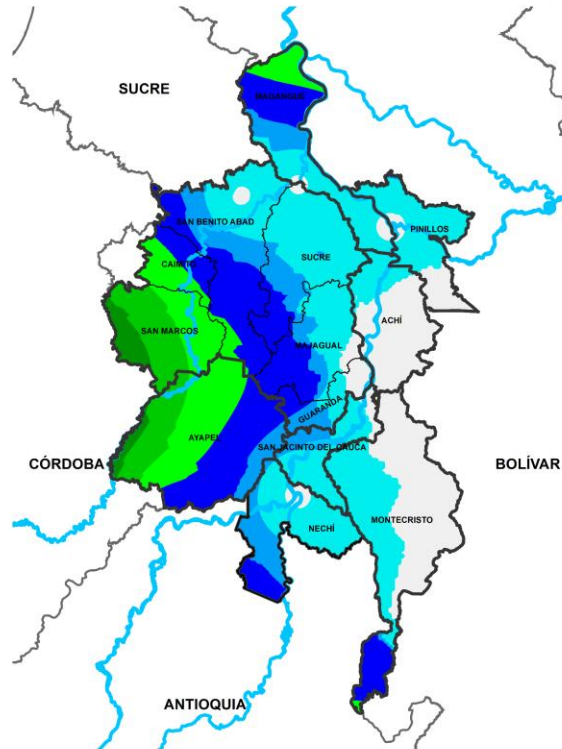 SUCRE
MAGANGUÉ
SAN BENITO ABAD
PINILLOS
SUCRE
CAIMITO
ACHÍ
SAN MARCOS
MAJAGUAL
GUARANDA
AYAPEL
SAN JACINTO DEL CAUCA
CÓRDOBA
BOLÍVAR
MONTECRISTO
NECHÍ
ANTIOQUIA